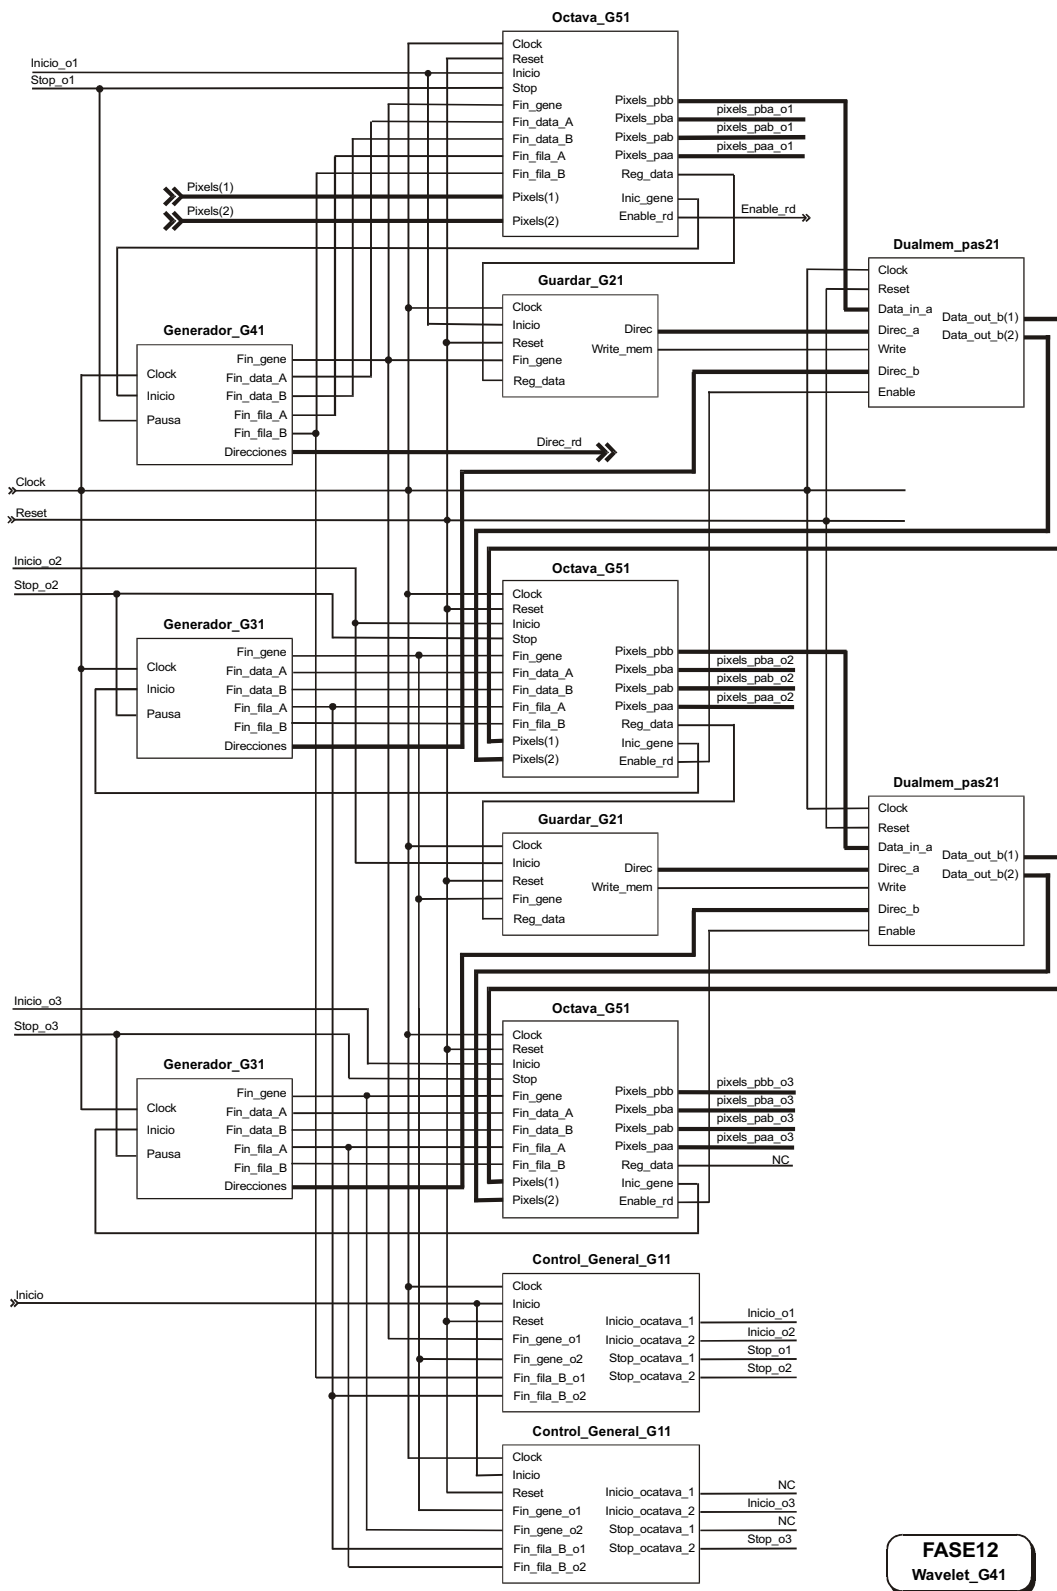 Octava_G51
Clock
Reset
Inicio
Stop
Fin_gene
Fin_data_A
Fin_data_B
Fin_fila_A
Fin_fila_B
Pixels(1)
Pixels(2)
Pixels_pbb
Pixels_pba
Pixels_pab
Pixels_paa
Reg_data
Inic_gene
Enable_rd
Inicio_o1
Stop_o1
Pixels(1)
Pixels(2)
pixels_pba_o1
pixels_pab_o1
pixels_paa_o1
Enable_rd
Dualmem_pas21
Clock
Reset
Data_in_a
Direc_a
Write
Direc_b
Enable
Data_out_b(1)
Data_out_b(2)
Guardar_G21
Clock
Inicio
Reset
Fin_gene
Reg_data
Direc
Write_mem
Generador_G41
Clock
Inicio
Pausa
Fin_gene
Fin_data_A
Fin_data_B
Fin_fila_A
Fin_fila_B
Direcciones
Direc_rd
Clock
Reset
Inicio_o2
Stop_o2
Octava_G51
Clock
Reset
Inicio
Stop
Fin_gene
Fin_data_A
Fin_data_B
Fin_fila_A
Fin_fila_B
Pixels(1)
Pixels(2)
Pixels_pbb
Pixels_pba
Pixels_pab
Pixels_paa
Reg_data
Inic_gene
Enable_rd
pixels_pba_o2
pixels_pab_o2
pixels_paa_o2
Generador_G31
Clock
Inicio
Pausa
Fin_gene
Fin_data_A
Fin_data_B
Fin_fila_A
Fin_fila_B
Direcciones
Dualmem_pas21
Clock
Reset
Data_in_a
Direc_a
Write
Direc_b
Enable
Data_out_b(1)
Data_out_b(2)
Guardar_G21
Clock
Inicio
Reset
Fin_gene
Reg_data
Direc
Write_mem
Inicio_o3
Stop_o3
Octava_G51
Clock
Reset
Inicio
Stop
Fin_gene
Fin_data_A
Fin_data_B
Fin_fila_A
Fin_fila_B
Pixels(1)
Pixels(2)
Pixels_pbb
Pixels_pba
Pixels_pab
Pixels_paa
Reg_data
Inic_gene
Enable_rd
pixels_pbb_o3
pixels_pba_o3
pixels_pab_o3
pixels_paa_o3
NC
Generador_G31
Clock
Inicio
Pausa
Fin_gene
Fin_data_A
Fin_data_B
Fin_fila_A
Fin_fila_B
Direcciones
Inicio
Control_General_G11
Clock
Inicio
Reset
Fin_gene_o1
Fin_gene_o2
Fin_fila_B_o1
Fin_fila_B_o2
Inicio_ocatava_1
Inicio_ocatava_2
Stop_ocatava_1
Stop_ocatava_2
Inicio_o1
Inicio_o2
Stop_o1
Stop_o2
Control_General_G11
Clock
Inicio
Reset
Fin_gene_o1
Fin_gene_o2
Fin_fila_B_o1
Fin_fila_B_o2
Inicio_ocatava_1
Inicio_ocatava_2
Stop_ocatava_1
Stop_ocatava_2
NC
Inicio_o3
NC
Stop_o3
FASE12
Wavelet_G41